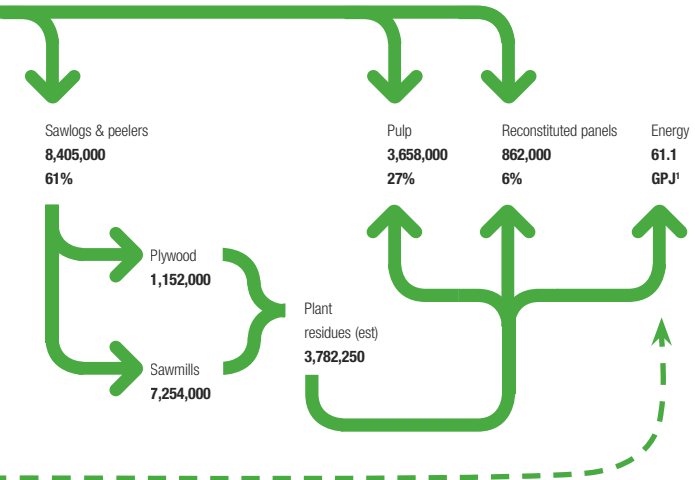 Sawlogs & peelers
8,405,000
61%
Pulp
3,658,000
27%
Reconstituted panels
862,000
6%
Energy
61.1
GPJ¹
Plywood
1,152,000
Sawmills
7,254,000
Plant
residues (est)
3,782,250